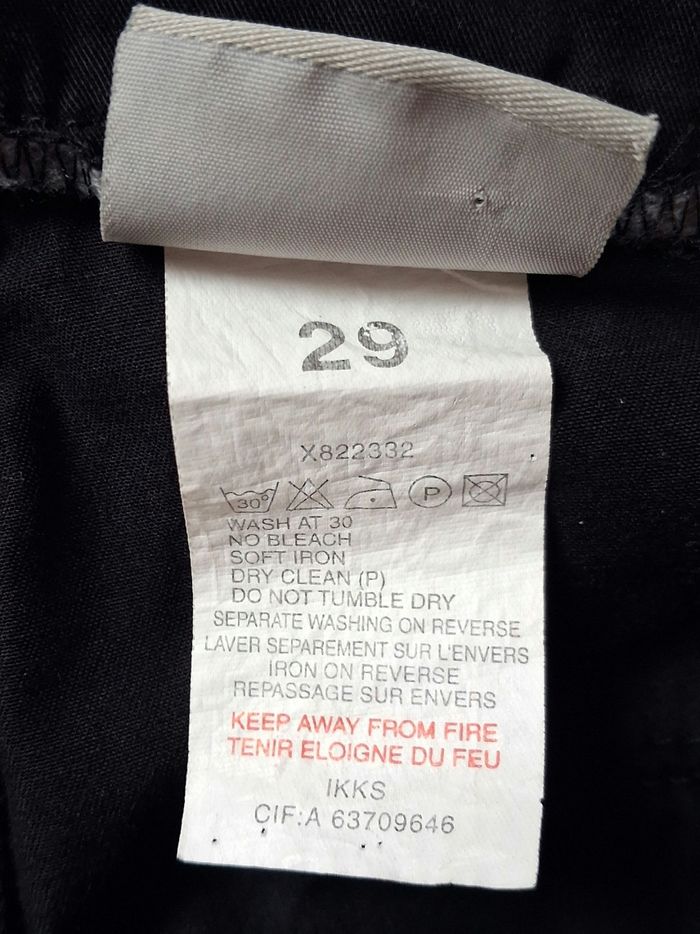 29
X822332
30°
P
WASH AT 30
NO BLEACH
SOFT IRON
DRY CLEAN (P)
DO NOT TUMBLE DRY
SEPARATE WASHING ON REVERSE
LAVER SEPAREMENT SUR L'ENVERS
IRON ON REVERSE
REPASSAGE SUR ENVERS
KEEP AWAY FROM FIRE
TENIR ELOIGNE DU FEU
IKKS
CIF:A 63709646